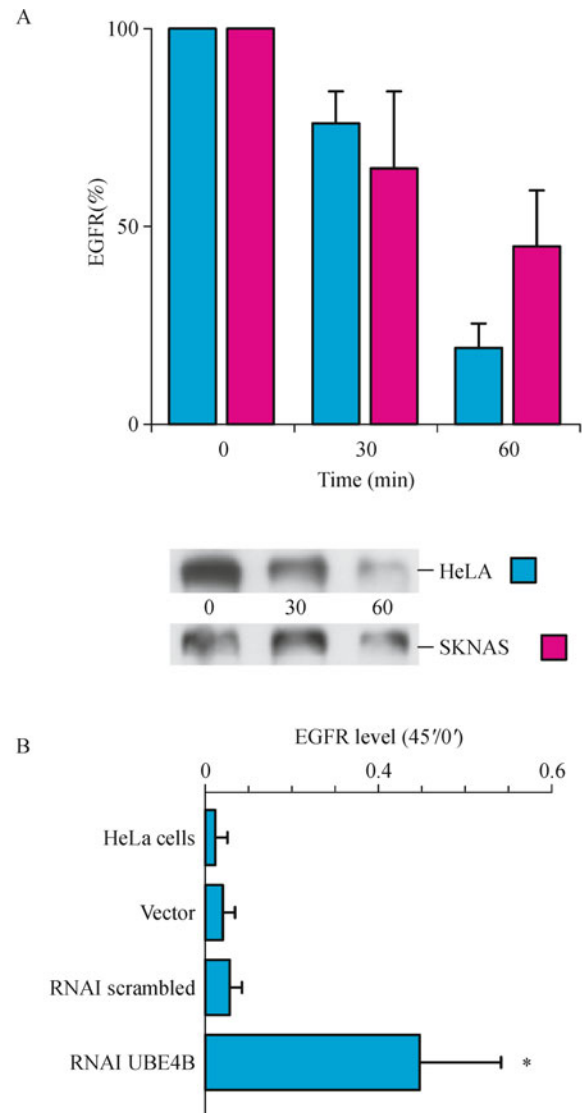 A
100
50
0
EGFR(%)
0 30 60
Time (min)
HeLA
0 30 60
SKNAS
B
EGFR level (45′/0′)
0 0.4 0.6
HeLa cells
Vector
RNAI scrambled
RNAI UBE4B
*